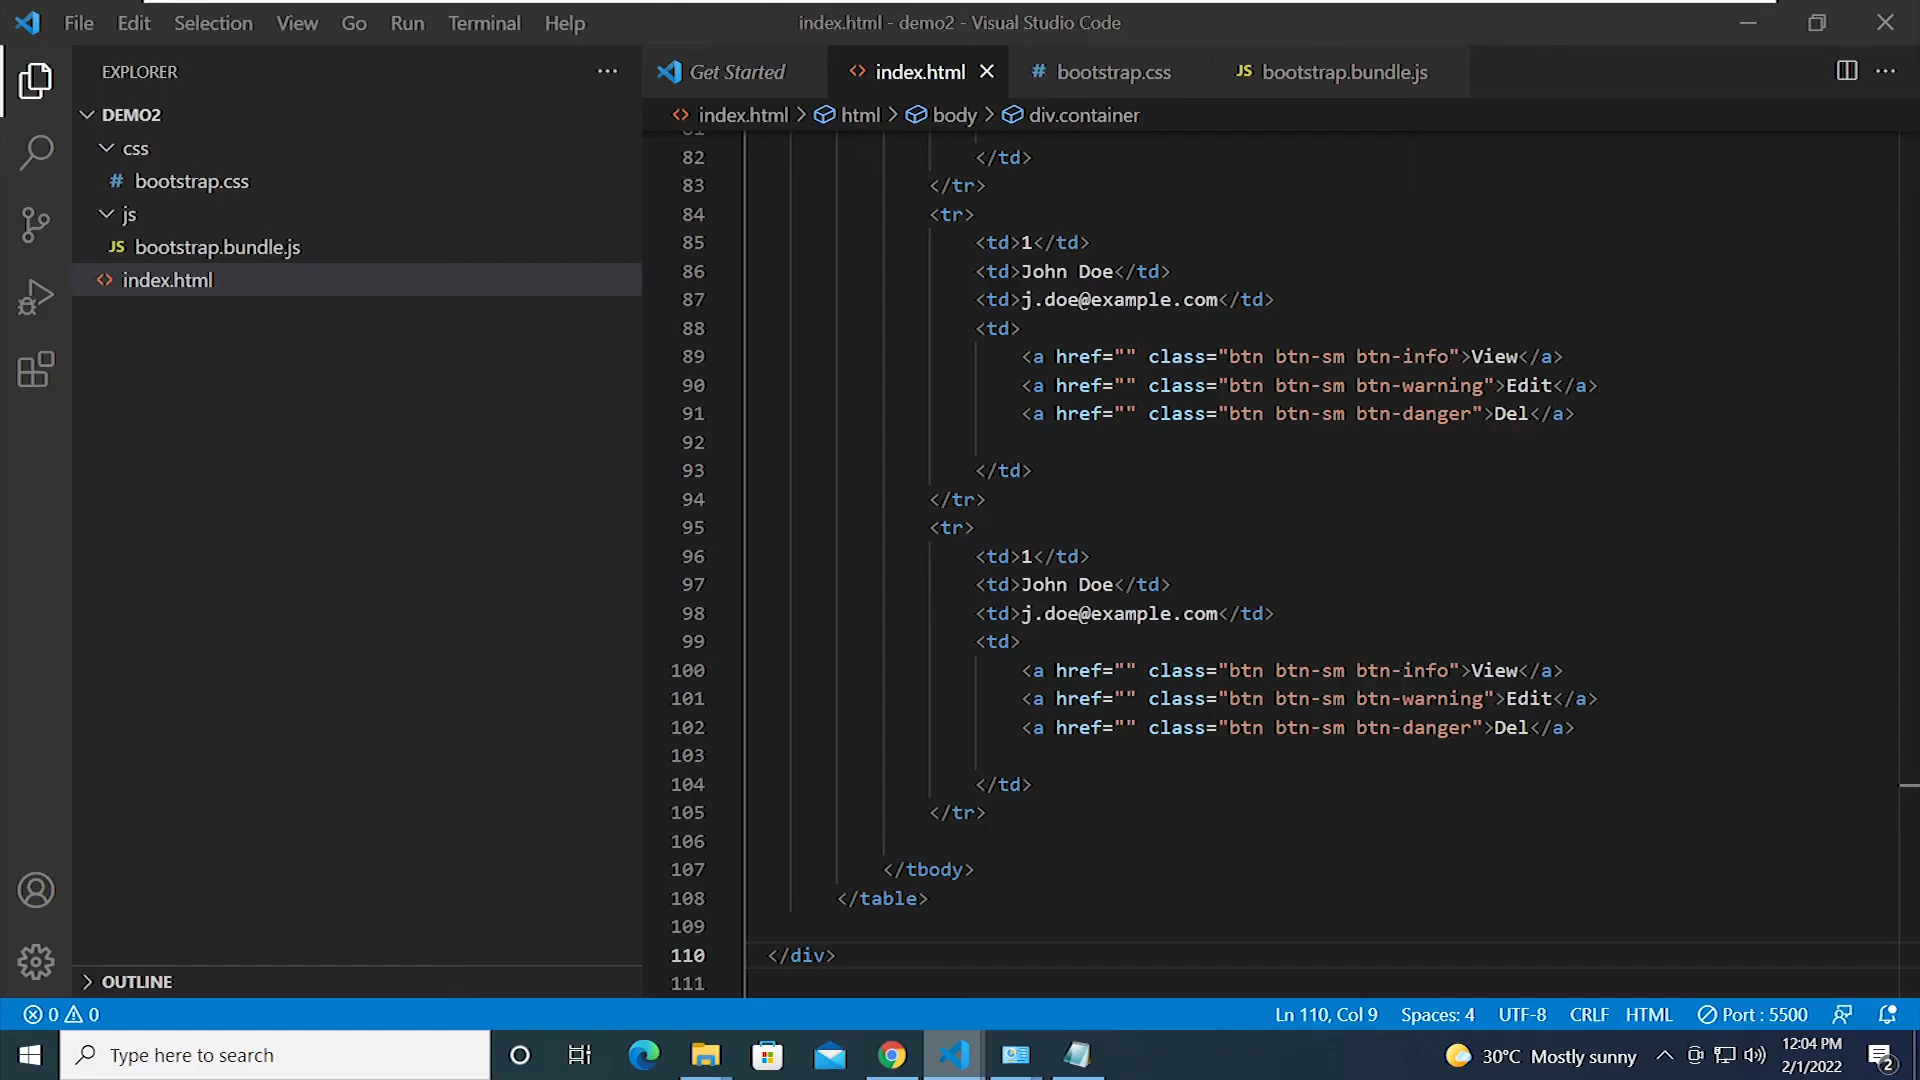 File Edit Selection View Go Run Terminal Help
index.html - demo2 - Visual Studio Code
EXPLORER
DEMO2
css
# bootstrap.css
js
JS bootstrap.bundle.js
<> index.html
OUTLINE
Get Started
<> index.html
# bootstrap.css
JS bootstrap.bundle.js
<> index.html > html > body > div.container
82 </td>
83 </tr>
84 <tr>
85 <td>1</td>
86 <td>John Doe</td>
87 <td>j.doe@example.com</td>
88 <td>
89 <a href="" class="btn btn-sm btn-info">View</a>
90 <a href="" class="btn btn-sm btn-warning">Edit</a>
91 <a href="" class="btn btn-sm btn-danger">Del</a>
92
93 </td>
94 </tr>
95 <tr>
96 <td>1</td>
97 <td>John Doe</td>
98 <td>j.doe@example.com</td>
99 <td>
100 <a href="" class="btn btn-sm btn-info">View</a>
101 <a href="" class="btn btn-sm btn-warning">Edit</a>
102 <a href="" class="btn btn-sm btn-danger">Del</a>
103
104 </td>
105 </tr>
106
107 </tbody>
108 </table>
109
110 </div>
111
0 0
Ln 110, Col 9 Spaces: 4 UTF-8 CRLF HTML Port : 5500
Type here to search
30°C Mostly sunny
12:04 PM
2/1/2022
2